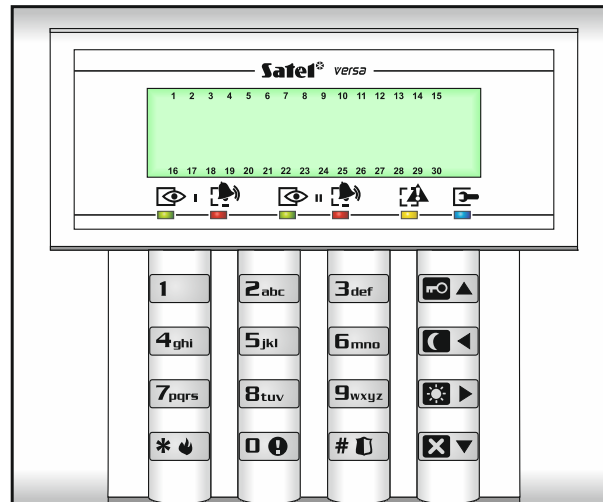 Satel versa
1 2 3 4 5 6 7 8 9 10 11 12 13 14 15
16 17 18 19 20 21 22 23 24 25 26 27 28 29 30
I II
1 2abc 3def
4ghi 5jkl 6mno
7pqrs 8tuv 9wxyz
* 0 #